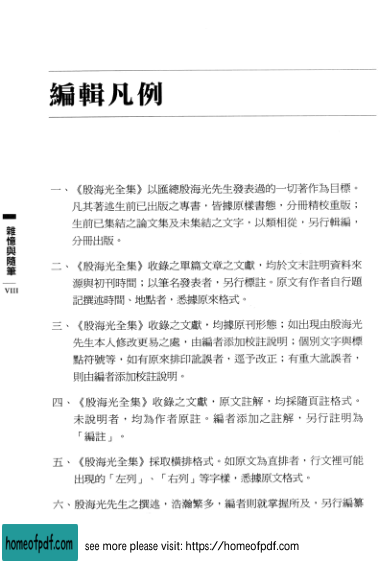 編輯凡例
一、《殷海光全集》以匯總殷海光先生發表過的一切著作為目標。
凡其著述生前已出版之專書，皆據原樣書態，分冊精校重版；
生前已集結之論文集及未集結之文字，以類相從，另行輯編，
分冊出版。
二、《殷海光全集》收錄之單篇文章之文獻，均於文末註明資料來
源與初刊時間；以筆名發表者，另行標註。原文有作者自行題
記撰述時間、地點者，悉據原來格式。
三、《殷海光全集》收錄之文獻，均據原刊形態；如出現由殷海光
先生本人修改更易之處，由編者添加校註說明；個別文字與標
點符號等，如有原來排印訛誤者，逕予改正；有重大訛誤者，
則由編者添加校註說明。
四、《殷海光全集》收錄之文獻，原文註解，均採隨頁註格式。
未說明者，均為作者原註。編者添加之註解，另行註明為
「編註」。
五、《殷海光全集》採取橫排格式。如原文為直排者，行文裡可能
出現的「左列」、「右列」等字樣，悉據原文格式。
六、殷海光先生之撰述，浩瀚繁多，編者則就掌握所及，另行編纂
雜憶與隨筆
VIII
homeofpdf.com
see more please visit: https://homeofpdf.com